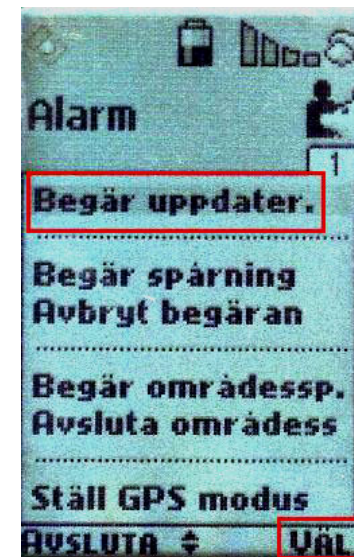 Alarm
1
Begär uppdater.
Begär spårning
Avbryt begäran
Begär områdessp.
Avsluta områdess
Ställ GPS modus
AVSLUTA VÄL